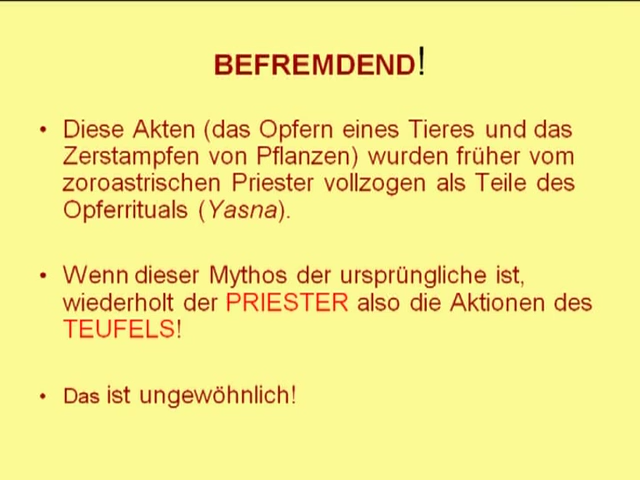 BEFREMDEND!
• Diese Akten (das Opfern eines Tieres und das
Zerstampfen von Pflanzen) wurden früher vom
zoroastrischen Priester vollzogen als Teile des
Opferrituals (Yasna).
• Wenn dieser Mythos der ursprüngliche ist,
wiederholt der PRIESTER also die Aktionen des
TEUFELS!
• Das ist ungewöhnlich!